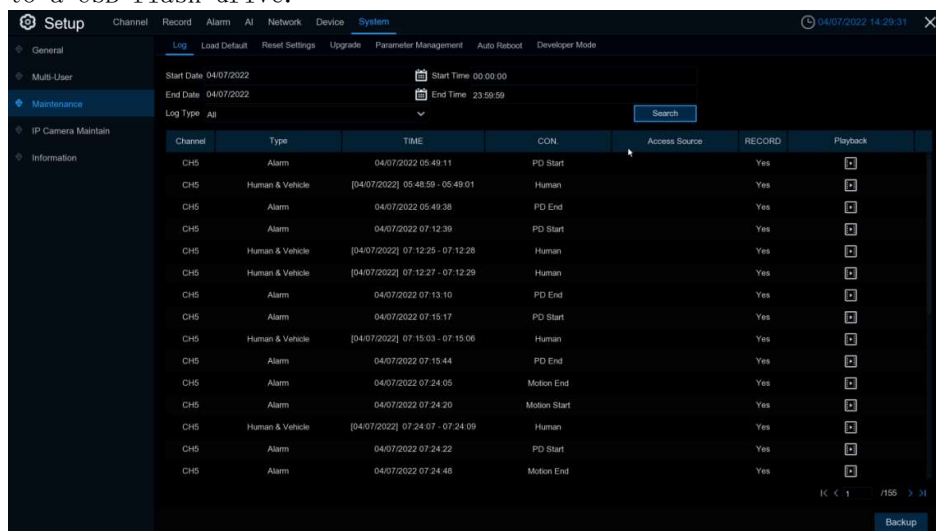 to a USB flash drive.
Setup Channel Record Alarm AI Network Device System 04/07/2022 14:29:31
General
Multi-User
Maintenance
IP Camera Maintain
Information
Log Load Default Reset Settings Upgrade Parameter Management Auto Reboot Developer Mode
Start Date 04/07/2022 Start Time 00:00:00
End Date 04/07/2022 End Time 23:59:59
Log Type All Search
Channel Type TIME CON. Access Source RECORD Playback
CH5 Alarm 04/07/2022 05:49:11 PD Start Yes
CH5 Human & Vehicle [04/07/2022] 05:48:59 - 05:49:01 Human Yes
CH5 Alarm 04/07/2022 05:49:38 PD End Yes
CH5 Alarm 04/07/2022 07:12:39 PD Start Yes
CH5 Human & Vehicle [04/07/2022] 07:12:25 - 07:12:28 Human Yes
CH5 Human & Vehicle [04/07/2022] 07:12:27 - 07:12:29 Human Yes
CH5 Alarm 04/07/2022 07:13:10 PD End Yes
CH5 Alarm 04/07/2022 07:15:17 PD Start Yes
CH5 Human & Vehicle [04/07/2022] 07:15:03 - 07:15:06 Human Yes
CH5 Alarm 04/07/2022 07:15:44 PD End Yes
CH5 Alarm 04/07/2022 07:24:05 Motion End Yes
CH5 Alarm 04/07/2022 07:24:20 Motion Start Yes
CH5 Human & Vehicle [04/07/2022] 07:24:07 - 07:24:09 Human Yes
CH5 Alarm 04/07/2022 07:24:22 PD Start Yes
CH5 Alarm 04/07/2022 07:24:48 Motion End Yes
1 /155
Backup